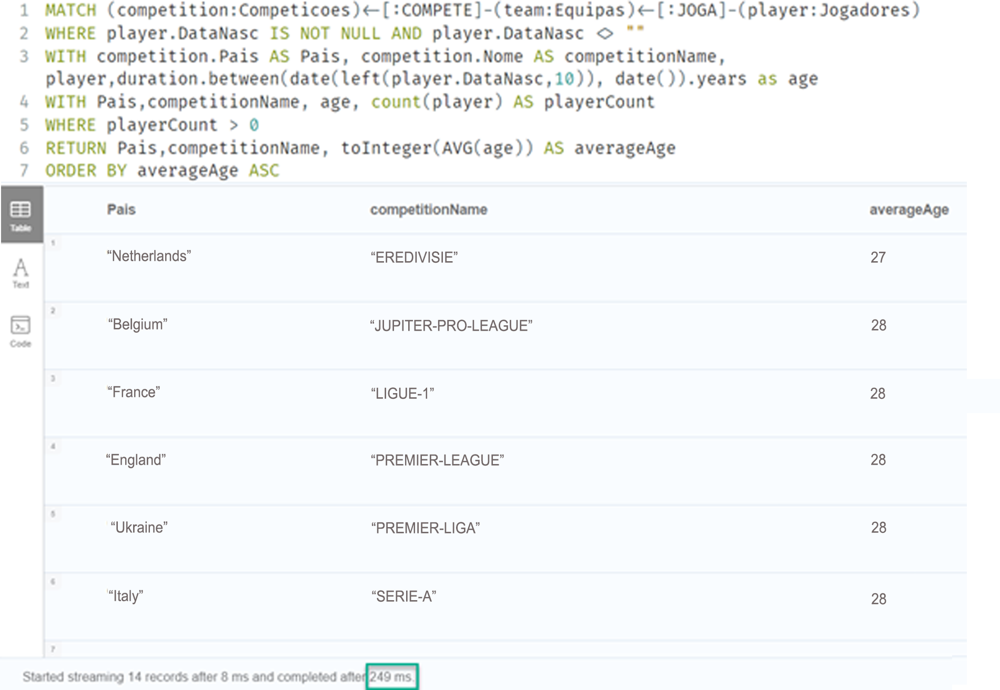 1 MATCH (competition:Competicoes)<-[:COMPETE]-(team:Equipas)<-[:JOGA]-(player:Jogadores)
2 WHERE player.DataNasc IS NOT NULL AND player.DataNasc <> ""
3 WITH competition.Pais AS Pais, competition.Nome AS competitionName,
player,duration.between(date(left(player.DataNasc,10)), date()).years as age
4 WITH Pais,competitionName, age, count(player) AS playerCount
5 WHERE playerCount > 0
6 RETURN Pais,competitionName, toInteger(AVG(age)) AS averageAge
7 ORDER BY averageAge ASC
Table
Text
Code
Pais competitionName averageAge
1 “Netherlands” “EREDIVISIE” 27
2 “Belgium” “JUPITER-PRO-LEAGUE” 28
3 “France” “LIGUE-1” 28
4 “England” “PREMIER-LEAGUE” 28
5 “Ukraine” “PREMIER-LIGA” 28
6 “Italy” “SERIE-A” 28
7
Started streaming 14 records after 8 ms and completed after 249 ms.